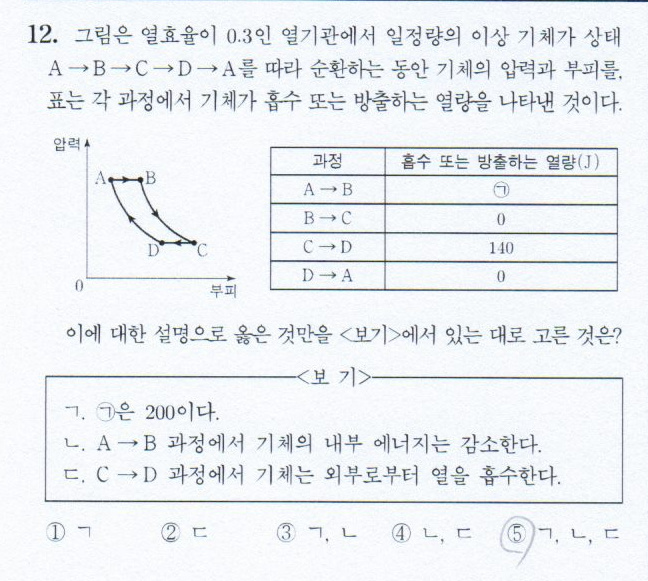 12. 그림은 열효율이 0.3인 열기관에서 일정량의 이상 기체가 상태
A→B→C→D→A를 따라 순환하는 동안 기체의 압력과 부피를,
표는 각 과정에서 기체가 흡수 또는 방출하는 열량을 나타낸 것이다.
압력
A B
D C
0 부피
과정 흡수 또는 방출하는 열량(J)
A→B ㉠
B→C 0
C→D 140
D→A 0
이에 대한 설명으로 옳은 것만을 <보기>에서 있는 대로 고른 것은?
<보 기>
ㄱ. ㉠은 200이다.
ㄴ. A→B 과정에서 기체의 내부 에너지는 감소한다.
ㄷ. C→D 과정에서 기체는 외부로부터 열을 흡수한다.
① ㄱ ② ㄷ ③ ㄱ, ㄴ ④ ㄴ, ㄷ ⑤ ㄱ, ㄴ, ㄷ